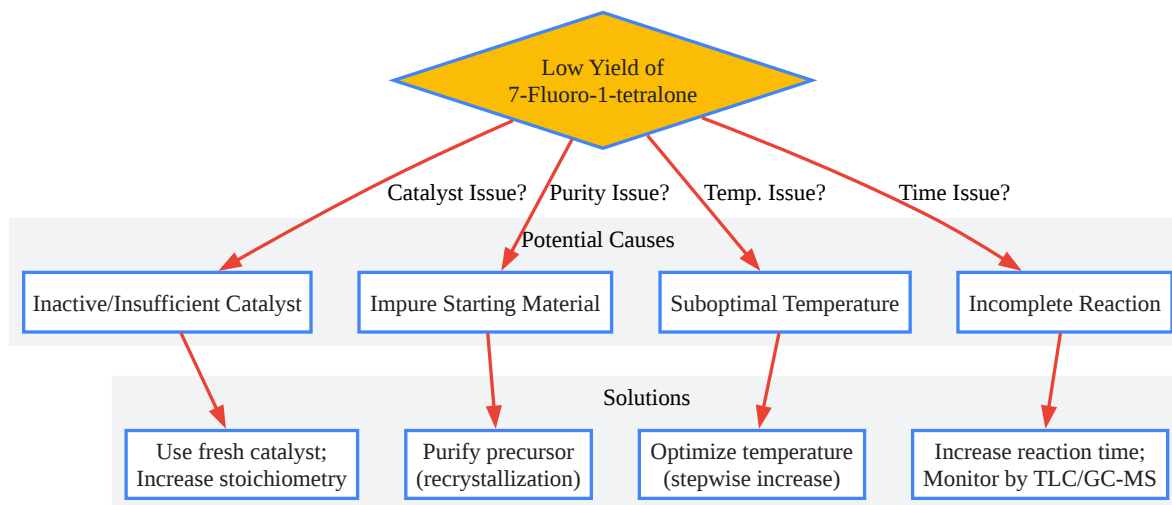 Low Yield of
7-Fluoro-1-tetralone
Catalyst Issue?
Purity Issue?
Temp. Issue?
Time Issue?
Potential Causes
Inactive/Insufficient Catalyst
Impure Starting Material
Suboptimal Temperature
Incomplete Reaction
Solutions
Use fresh catalyst;
Increase stoichiometry
Purify precursor
(recrystallization)
Optimize temperature
(stepwise increase)
Increase reaction time;
Monitor by TLC/GC-MS